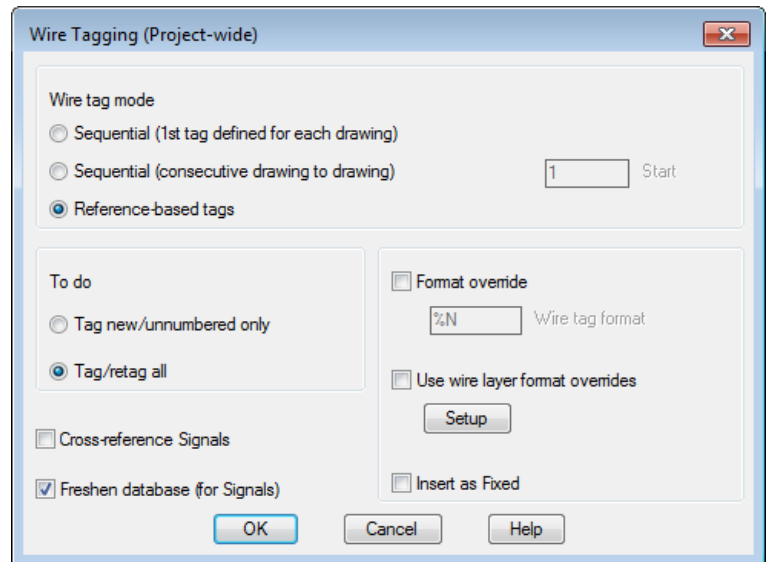 Wire Tagging (Project-wide)
Wire tag mode
Sequential (1st tag defined for each drawing)
Sequential (consecutive drawing to drawing) 1 Start
Reference-based tags
To do
Tag new/unnumbered only
Tag/retag all
Format override
%N Wire tag format
Use wire layer format overrides
Setup
Cross-reference Signals
Freshen database (for Signals)
Insert as Fixed
OK Cancel Help